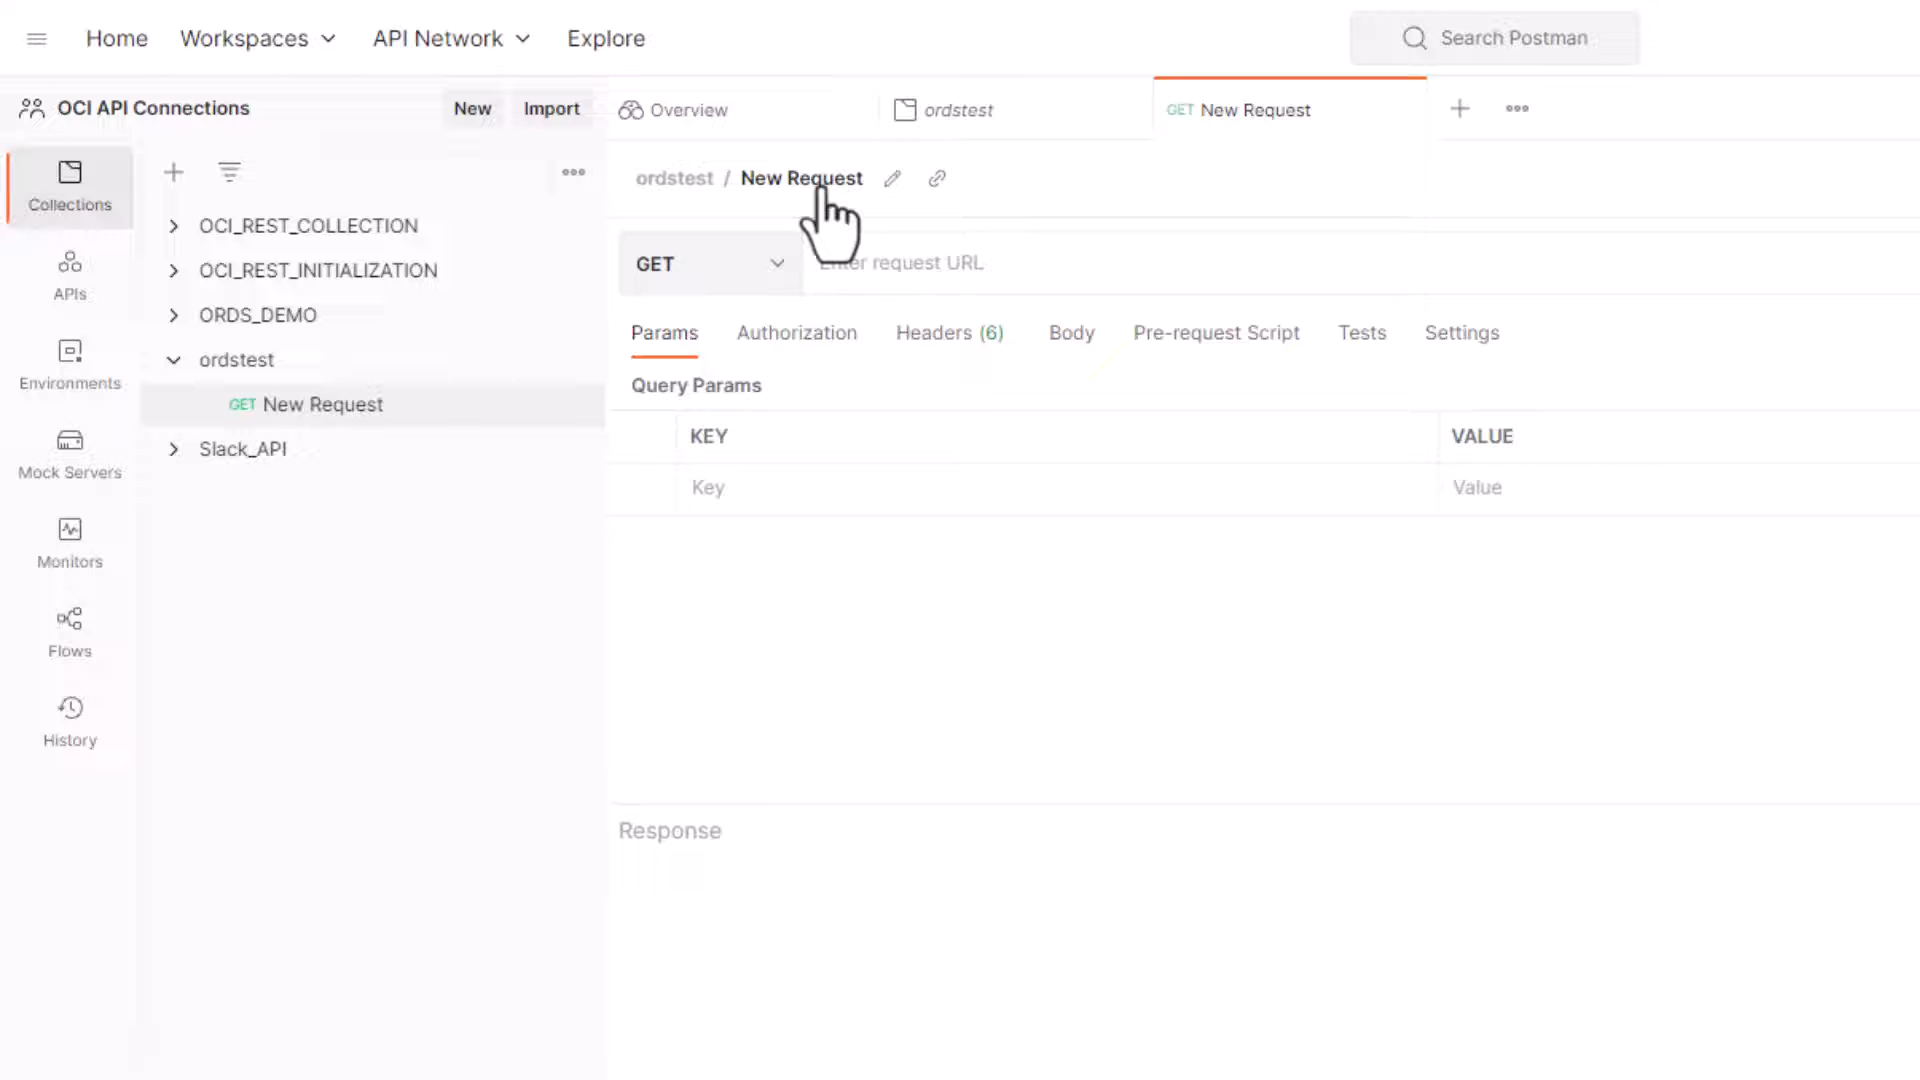 Home Workspaces API Network Explore Search Postman
OCI API Connections New Import Overview ordstest GET New Request
ordstest / New Request
Collections
OCI_REST_COLLECTION
GET Enter request URL
OCI_REST_INITIALIZATION
APIs
ORDS_DEMO
Params Authorization Headers (6) Body Pre-request Script Tests Settings
ordstest
Environments
Query Params
GET New Request
KEY VALUE
Slack_API
Mock Servers
Key Value
Monitors
Flows
History
Response